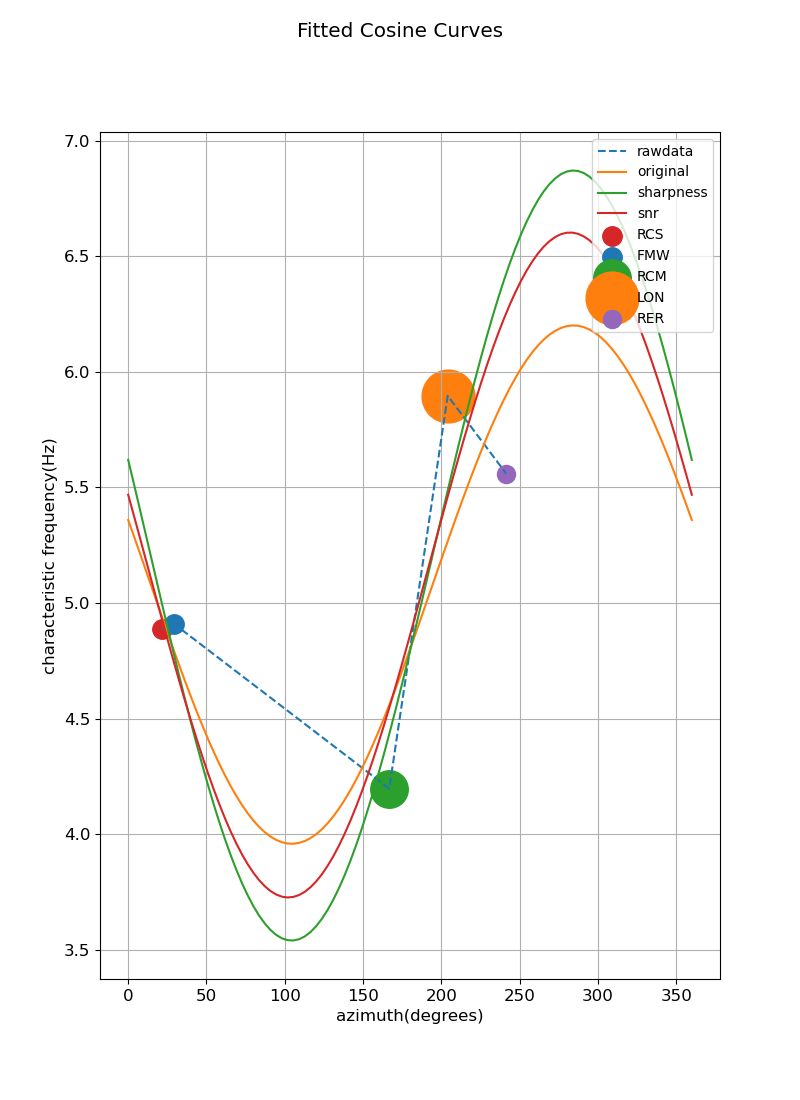 Fitted Cosine Curves
7.0
6.5
6.0
5.5
5.0
4.5
4.0
3.5
characteristic frequency(Hz)
rawdata
original
sharpness
snr
RCS
FMW
RCM
LON
RER
0 50 100 150 200 250 300 350
azimuth(degrees)